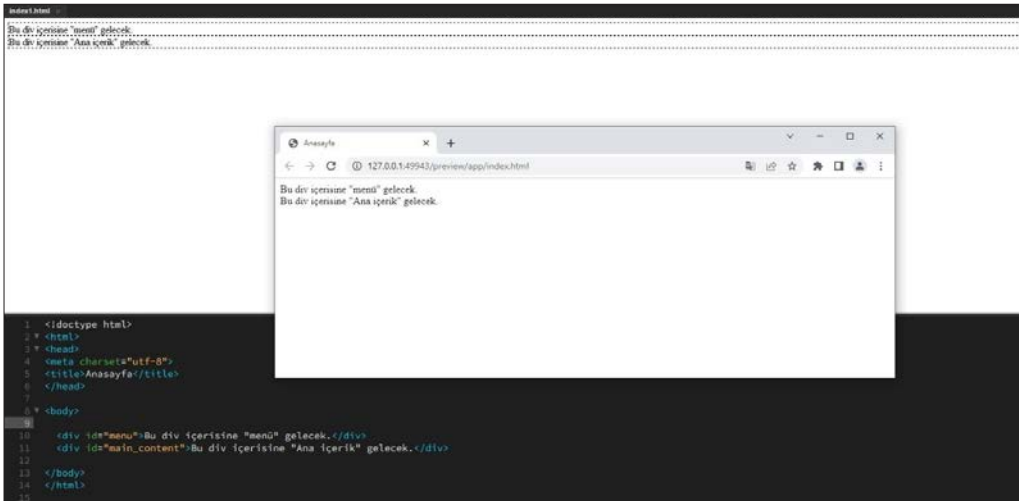 index1.html
Bu div içerisine "menü" gelecek.
Bu div içerisine "Ana içerik" gelecek.
Anasayfa
127.0.0.1:49943/preview/app/index.html
Bu div içerisine "menü" gelecek.
Bu div içerisine "Ana içerik" gelecek.
1 <!doctype html>
2 <html>
3 <head>
4 <meta charset="utf-8">
5 <title>Anasayfa</title>
6 </head>
7
8 <body>
9
10 <div id="menu">Bu div içerisine "menü" gelecek.</div>
11 <div id="main_content">Bu div içerisine "Ana içerik" gelecek.</div>
12
13 </body>
14 </html>
15